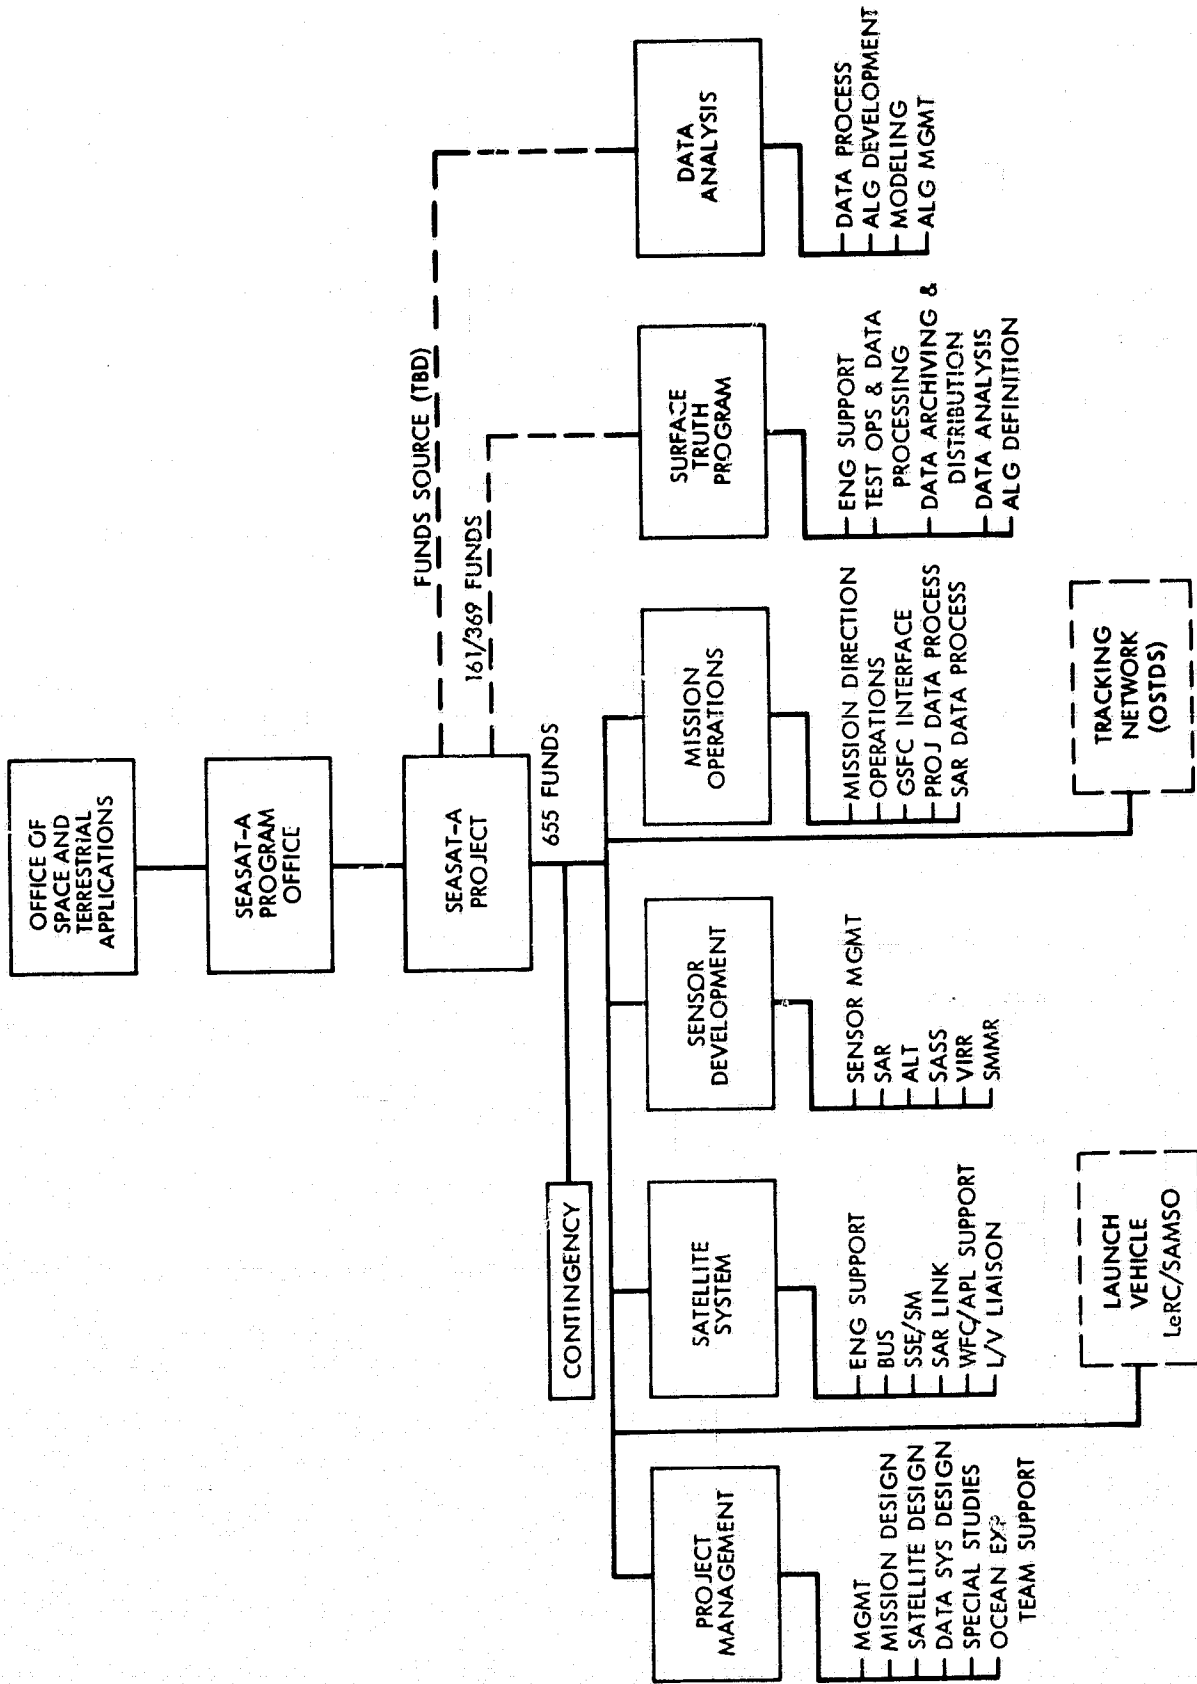 OFFICE OF
SPACE AND
TERRESTRIAL
APPLICATIONS
SEASAT-A
PROGRAM
OFFICE
SEASAT-A
PROJECT
FUNDS SOURCE (TBD)
161/369 FUNDS
655 FUNDS
CONTINGENCY
PROJECT
MANAGEMENT
MGMT
MISSION DESIGN
SATELLITE DESIGN
DATA SYS DESIGN
SPECIAL STUDIES
OCEAN EXP
TEAM SUPPORT
SATELLITE
SYSTEM
ENG SUPPORT
BUS
SSE/SM
SAR LINK
WFC/APL SUPPORT
L/V LIAISON
SENSOR
DEVELOPMENT
SENSOR MGMT
SAR
ALT
SASS
VIRR
SMMR
MISSION
OPERATIONS
MISSION DIRECTION
OPERATIONS
GSFC INTERFACE
PROJ DATA PROCESS
SAR DATA PROCESS
SURFACE
TRUTH
PROGRAM
ENG SUPPORT
TEST OPS & DATA
PROCESSING
DATA ARCHIVING &
DISTRIBUTION
DATA ANALYSIS
ALG DEFINITION
DATA
ANALYSIS
DATA PROCESS
ALG DEVELOPMENT
MODELING
ALG MGMT
LAUNCH
VEHICLE
LeRC/SAMSO
TRACKING
NETWORK
(OSTDS)